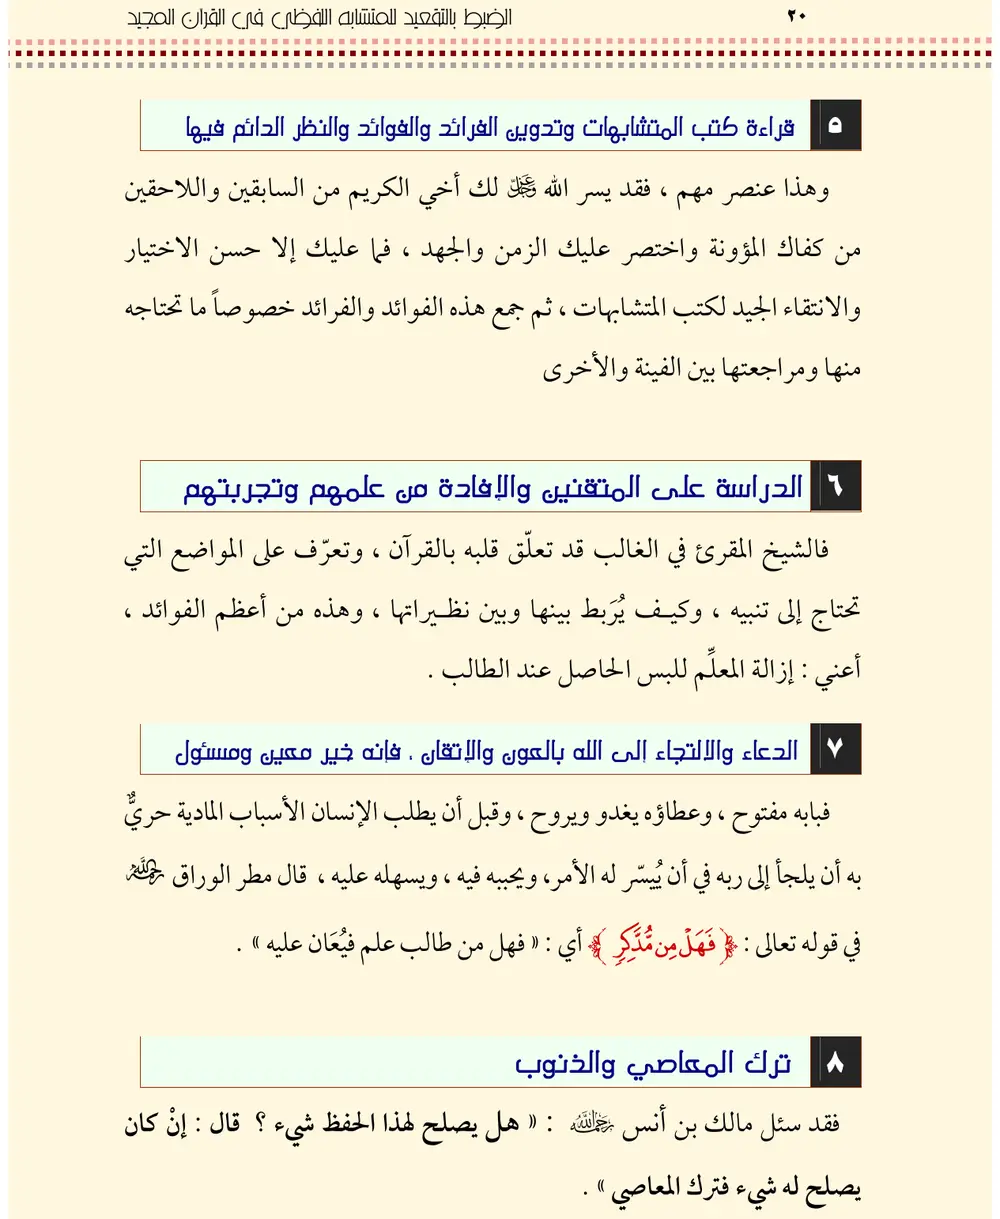 ٢٠ الضبط بالتقعيد للمتشابه اللفظي في القرآن المجيد
٥ قراءة كتب المتشابهات وتدوين الفرائد والفوائد والنظر الدائم فيها
وهذا عنصر مهم ، فقد يسر الله عَزَّوَجَلَّ لك أخي الكريم من السابقين واللاحقين
من كفاك المؤونة واختصر عليك الزمن والجهد ، فما عليك إلا حسن الاختيار
والانتقاء الجيد لكتب المتشابهات ، ثم جمع هذه الفوائد والفرائد خصوصاً ما تحتاجه
منها ومراجعتها بين الفينة والأخرى
٦ الدراسة على المتقنين والإفادة من علمهم وتجربتهم
فالشيخ المقرئ في الغالب قد تعلّق قلبه بالقرآن ، وتعرّف على المواضع التي
تحتاج إلى تنبيه ، وكيـف يُرَبط بينها وبين نظـيراتها ، وهذه من أعظم الفوائد ،
أعني : إزالة المعلِّم للبس الحاصل عند الطالب .
٧ الدعاء والالتجاء إلى الله بالعون والإتقان ، فإنه خير معين ومسئول
فبابه مفتوح ، وعطاؤه يغدو ويروح ، وقبل أن يطلب الإنسان الأسباب المادية حريٌّ
به أن يلجأ إلى ربه في أن يُيسّر له الأمر، ويحببه فيه ، ويسهله عليه ، قال مطر الوراق رحمه الله
في قوله تعالى : ﴿ فَهَلْ مِن مُّدَّكِرٍ ﴾ أي : « فهل من طالب علم فيُعَان عليه » .
٨ ترك المعاصي والذنوب
فقد سئل مالك بن أنس رحمه الله : « هل يصلح لهذا الحفظ شيء ؟ قال : إنْ كان
يصلح له شيء فترك المعاصي » .